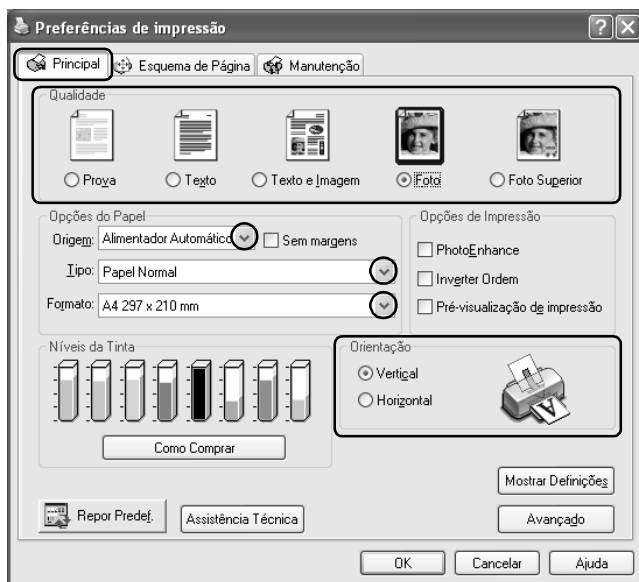 Preferências de impressão
Principal Esquema de Página Manutenção
Qualidade
Prova Texto Texto e Imagem Foto Foto Superior
Opções do Papel
Origem: Alimentador Automático Sem margens
Tipo: Papel Normal
Formato: A4 297 x 210 mm
Opções de Impressão
PhotoEnhance
Inverter Ordem
Pré-visualização de impressão
Níveis da Tinta
Como Comprar
Orientação
Vertical
Horizontal
A
Mostrar Definições
Repor Predef. Assistência Técnica Avançado
OK Cancelar Ajuda